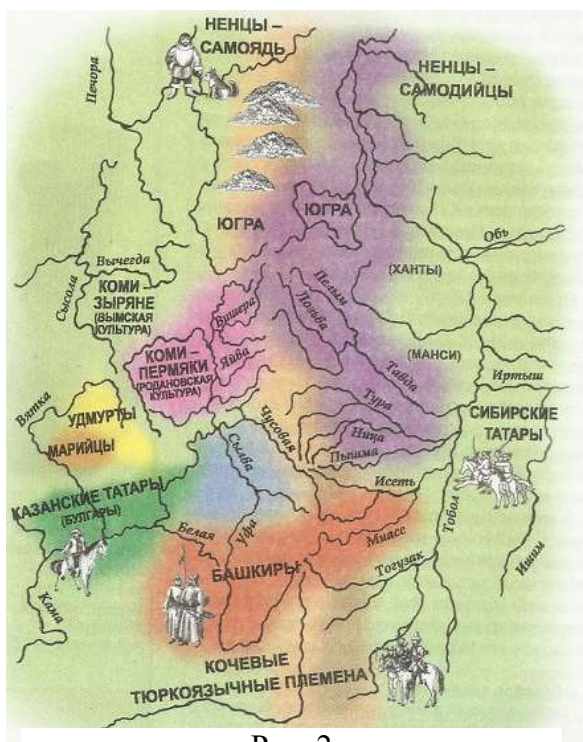 НЕНЦЫ –
САМОЯДЬ
НЕНЦЫ –
САМОДИЙЦЫ
Печора
ЮГРА
ЮГРА
Обь
Вычегда
(ХАНТЫ)
Сысола
КОМИ –
ЗЫРЯНЕ
(ВЫМСКАЯ
КУЛЬТУРА)
Пелым
Лозьва
Вишера
КОМИ –
ПЕРМЯКИ
(РОДАНОВСКАЯ
КУЛЬТУРА)
Яйва
(МАНСИ)
Тавда
Иртыш
Вятка
УДМУРТЫ
МАРИЙЦЫ
Чусовая
Тура
Ница
Пышма
СИБИРСКИЕ
ТАТАРЫ
Сылва
Исеть
КАЗАНСКИЕ ТАТАРЫ
(БУЛГАРЫ)
Тобол
Белая
Уфа
Миасс
БАШКИРЫ
Тогузак
Ишим
Кама
КОЧЕВЫЕ
ТЮРКОЯЗЫЧНЫЕ ПЛЕМЕНА